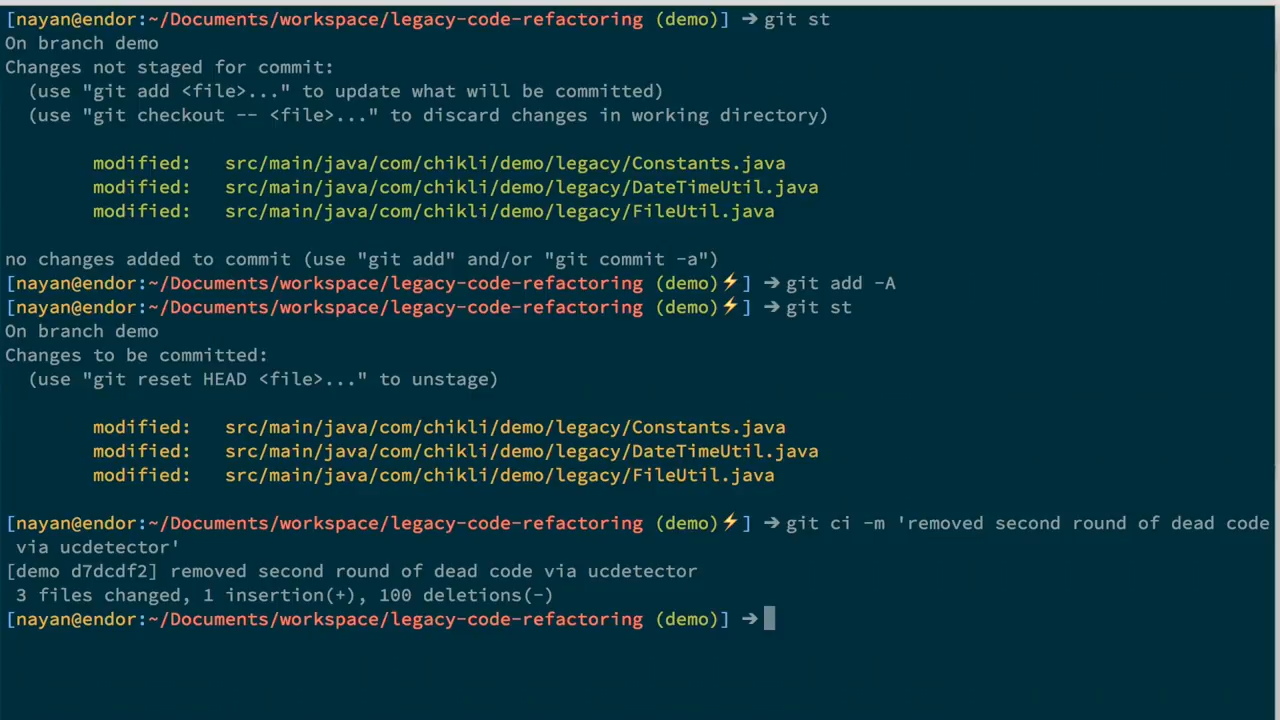 [nayan@endor:~/Documents/workspace/legacy-code-refactoring (demo)] ➔ git st
On branch demo
Changes not staged for commit:
  (use "git add <file>..." to update what will be committed)
  (use "git checkout -- <file>..." to discard changes in working directory)
        modified:   src/main/java/com/chikli/demo/legacy/Constants.java
        modified:   src/main/java/com/chikli/demo/legacy/DateTimeUtil.java
        modified:   src/main/java/com/chikli/demo/legacy/FileUtil.java
no changes added to commit (use "git add" and/or "git commit -a")
[nayan@endor:~/Documents/workspace/legacy-code-refactoring (demo)⚡] ➔ git add -A
[nayan@endor:~/Documents/workspace/legacy-code-refactoring (demo)⚡] ➔ git st
On branch demo
Changes to be committed:
  (use "git reset HEAD <file>..." to unstage)
        modified:   src/main/java/com/chikli/demo/legacy/Constants.java
        modified:   src/main/java/com/chikli/demo/legacy/DateTimeUtil.java
        modified:   src/main/java/com/chikli/demo/legacy/FileUtil.java
[nayan@endor:~/Documents/workspace/legacy-code-refactoring (demo)⚡] ➔ git ci -m 'removed second round of dead code
 via ucdetector'
[demo d7dcdf2] removed second round of dead code via ucdetector
 3 files changed, 1 insertion(+), 100 deletions(-)
[nayan@endor:~/Documents/workspace/legacy-code-refactoring (demo)] ➔